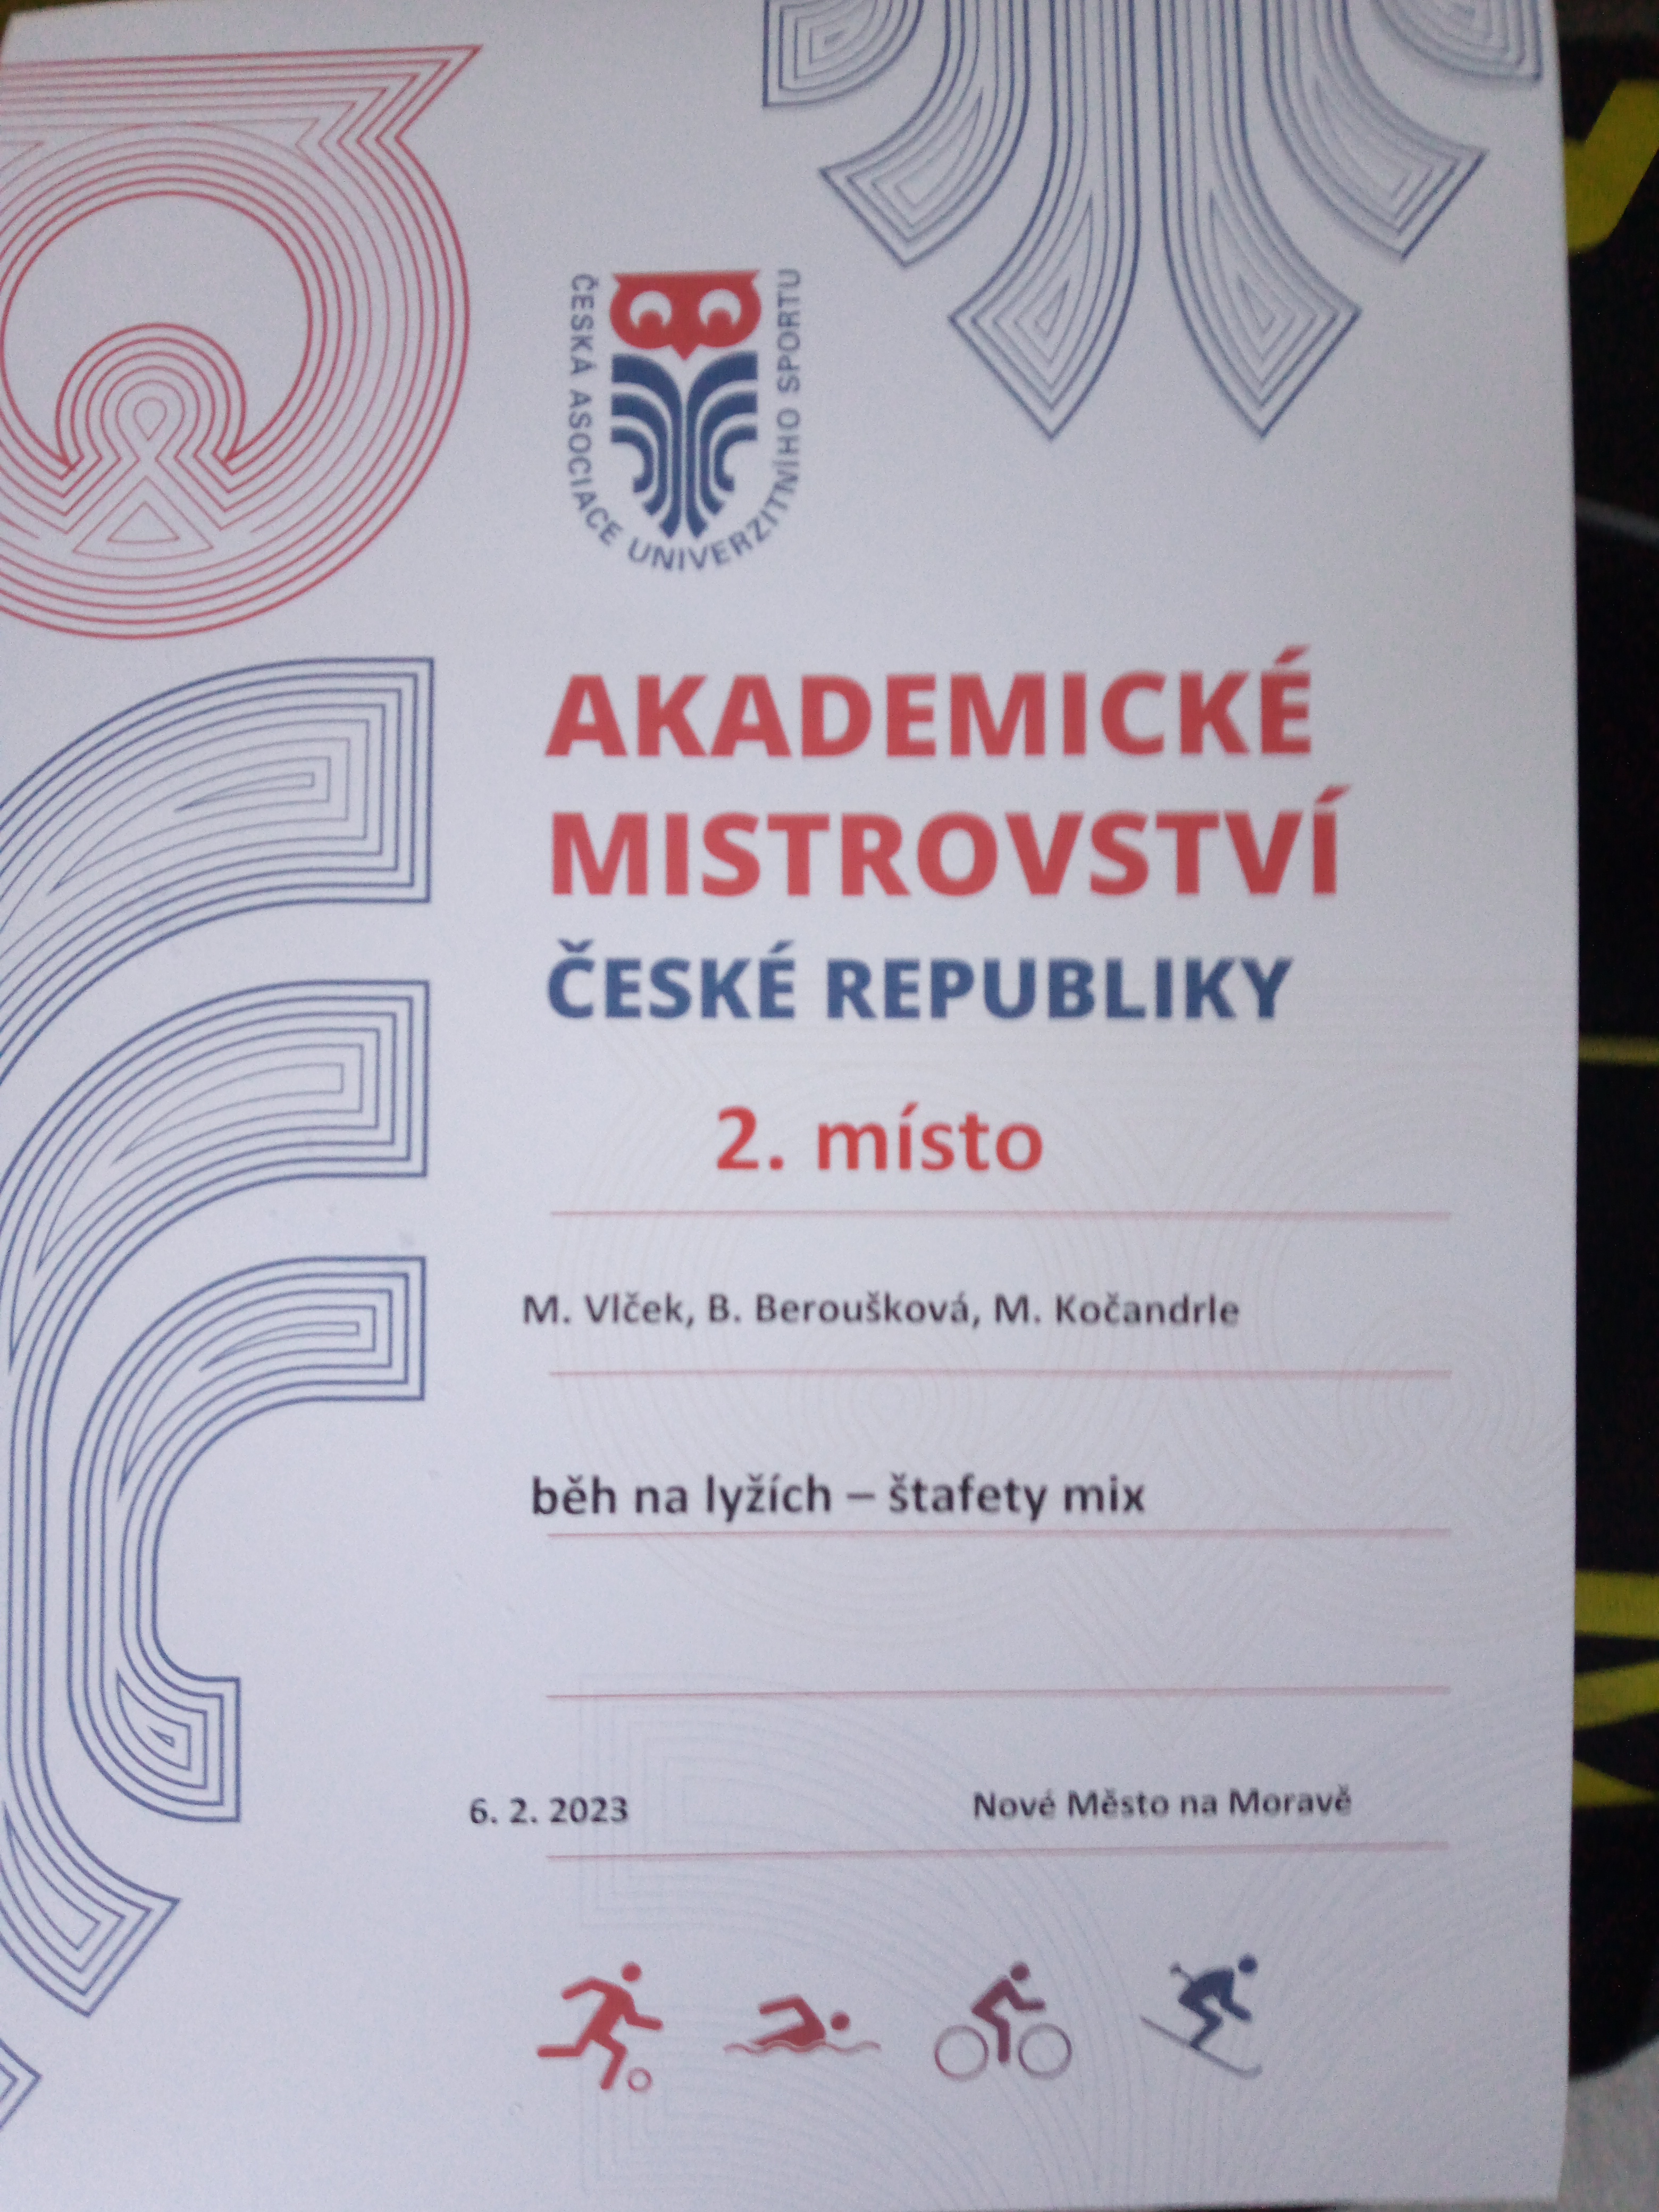 ČESKÁ ASOCIACE UNIVERZITNÍHO SPORTU
AKADEMICKÉ
MISTROVSTVÍ
ČESKÉ REPUBLIKY
2. místo
M. Vlček, B. Beroušková, M. Kočandrle
běh na lyžích – štafety mix
6. 2. 2023 Nové Město na Moravě